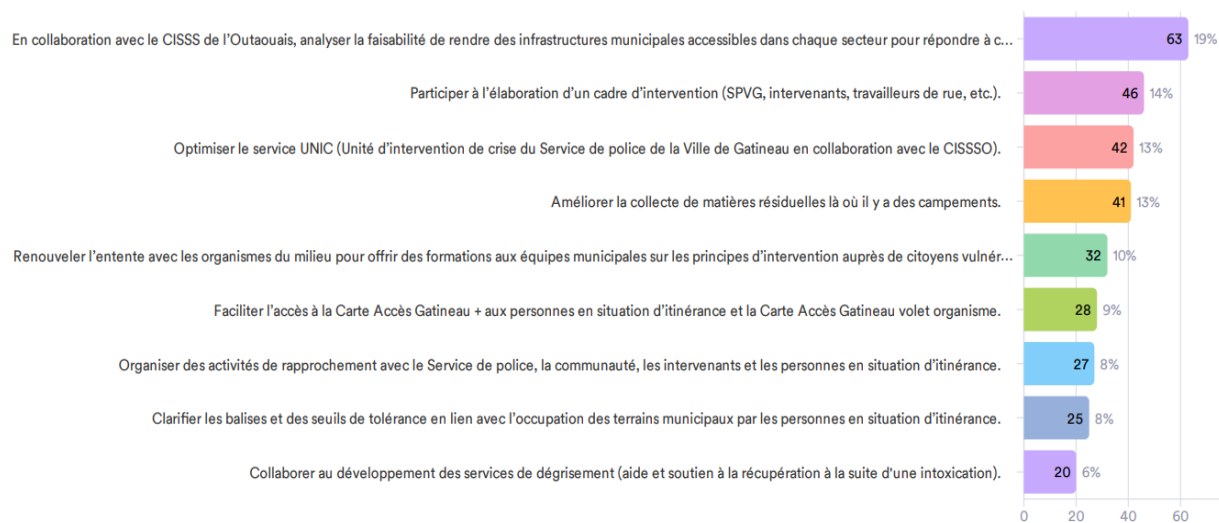 En collaboration avec le CISSS de l’Outaouais, analyser la faisabilité de rendre des infrastructures municipales accessibles dans chaque secteur pour répondre à c... 63 19%
Participer à l’élaboration d’un cadre d’intervention (SPVG, intervenants, travailleurs de rue, etc.). 46 14%
Optimiser le service UNIC (Unité d’intervention de crise du Service de police de la Ville de Gatineau en collaboration avec le CISSSO). 42 13%
Améliorer la collecte de matières résiduelles là où il y a des campements. 41 13%
Renouveler l’entente avec les organismes du milieu pour offrir des formations aux équipes municipales sur les principes d’intervention auprès de citoyens vulnér... 32 10%
Faciliter l’accès à la Carte Accès Gatineau + aux personnes en situation d’itinérance et la Carte Accès Gatineau volet organisme. 28 9%
Organiser des activités de rapprochement avec le Service de police, la communauté, les intervenants et les personnes en situation d’itinérance. 27 8%
Clarifier les balises et des seuils de tolérance en lien avec l’occupation des terrains municipaux par les personnes en situation d’itinérance. 25 8%
Collaborer au développement des services de dégrisement (aide et soutien à la récupération à la suite d'une intoxication). 20 6%
0 20 40 60